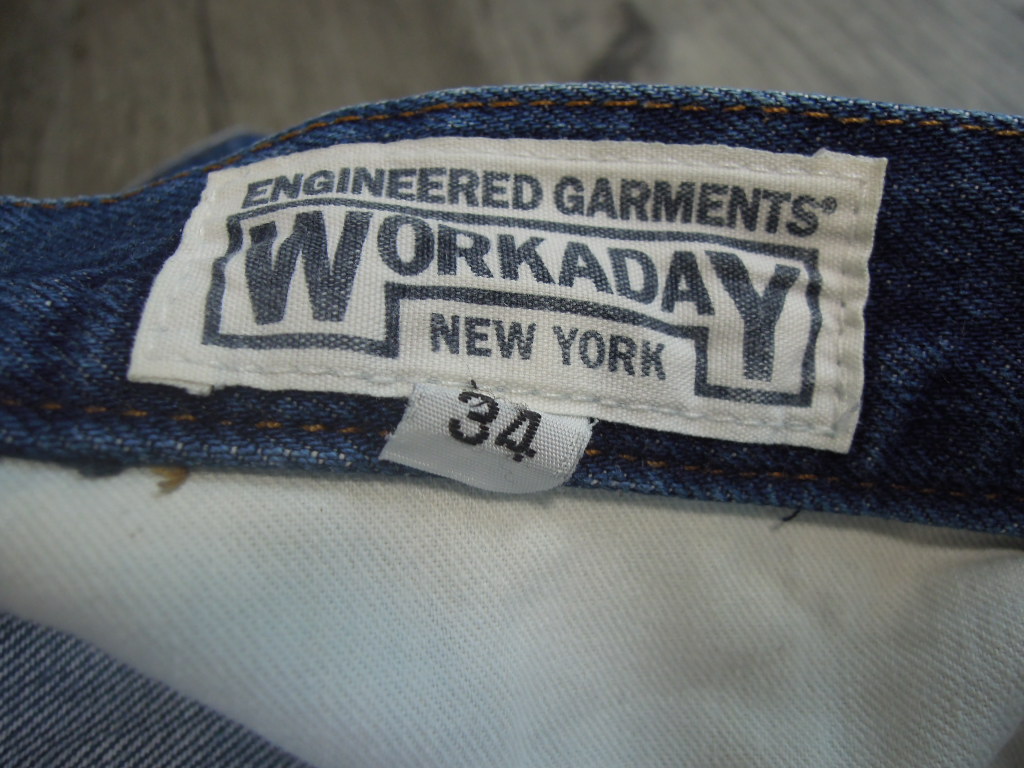 ENGINEERED GARMENTS®
WORKADAY
NEW YORK
34